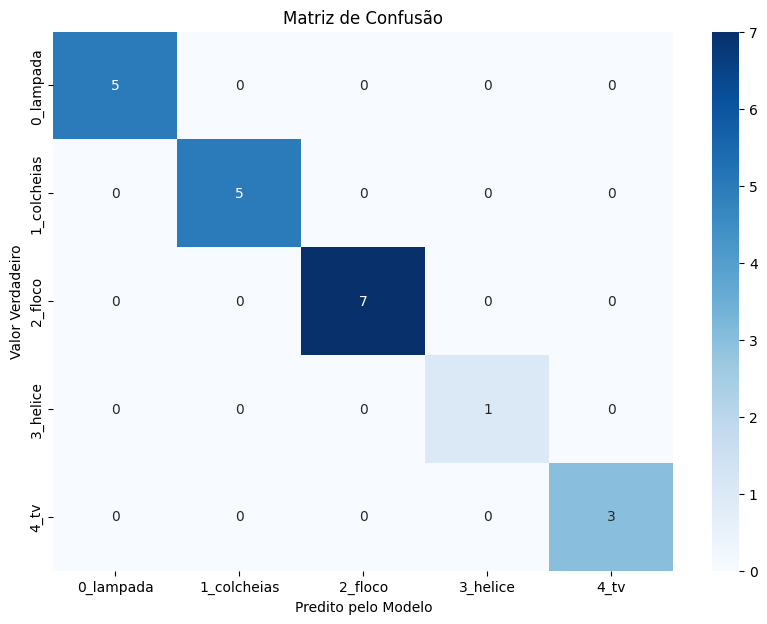 Matriz de Confusão
Valor Verdadeiro
0_lampada 5 0 0 0 0
1_colcheias 0 5 0 0 0
2_floco 0 0 7 0 0
3_helice 0 0 0 1 0
4_tv 0 0 0 0 3
0_lampada 1_colcheias 2_floco 3_helice 4_tv
Predito pelo Modelo
7
6
5
4
3
2
1
0